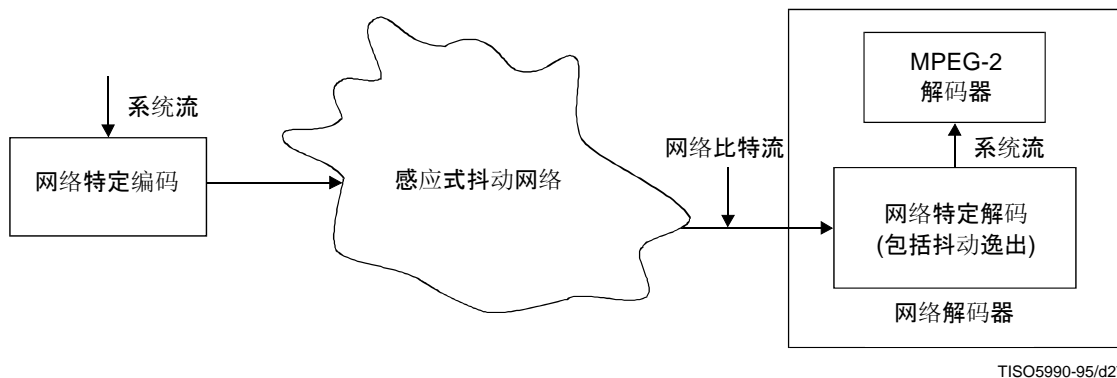 系统流
网络特定编码
感应式抖动网络
网络比特流
MPEG-2
解码器
系统流
网络特定解码
(包括抖动逸出)
网络解码器
TISO5990-95/d2